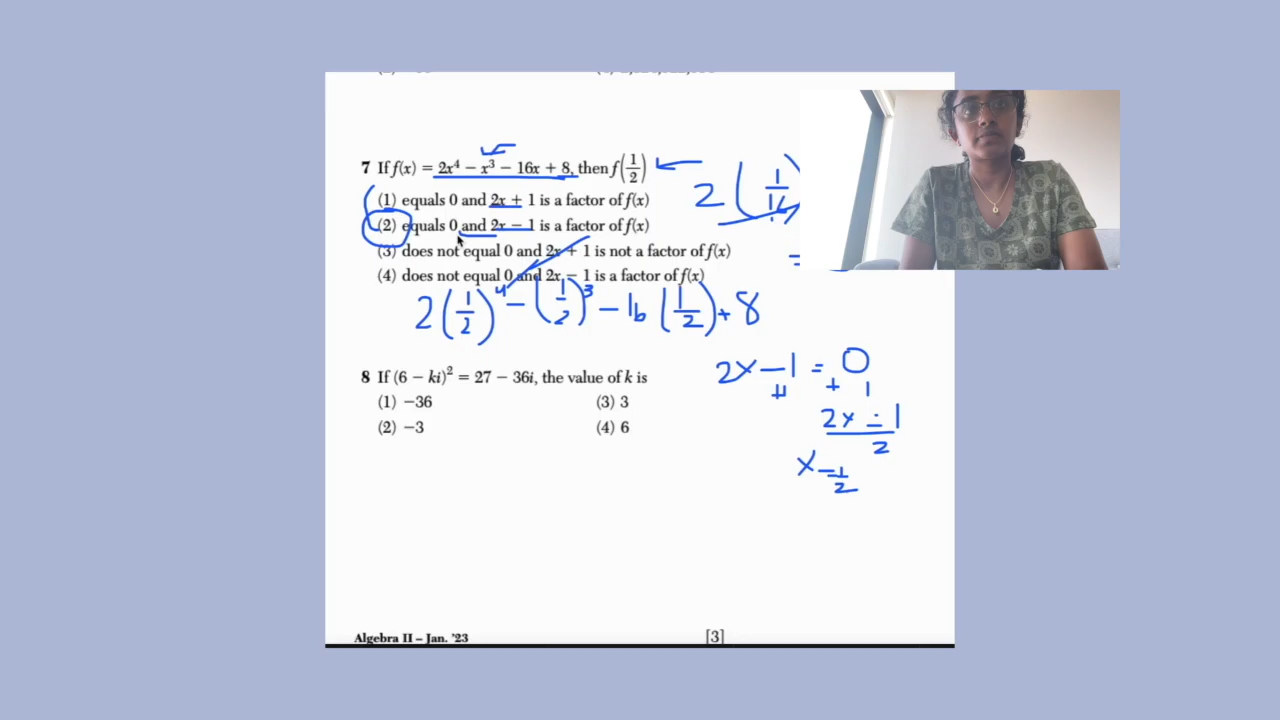 7 If f(x) = 2x⁴ − x³ − 16x + 8, then f(1/2)
(1) equals 0 and 2x + 1 is a factor of f(x)
(2) equals 0 and 2x − 1 is a factor of f(x)
(3) does not equal 0 and 2x + 1 is not a factor of f(x)
(4) does not equal 0 and 2x − 1 is a factor of f(x)
2(1/
=
2(1/2)⁴ − (1/2)³ − 16(1/2) + 8
2x − 1 = 0
+1 + 1
2x = 1
2
x = 1/2
8 If (6 − ki)² = 27 − 36i, the value of k is
(1) −36 (3) 3
(2) −3 (4) 6
Algebra II – Jan. '23 [3]